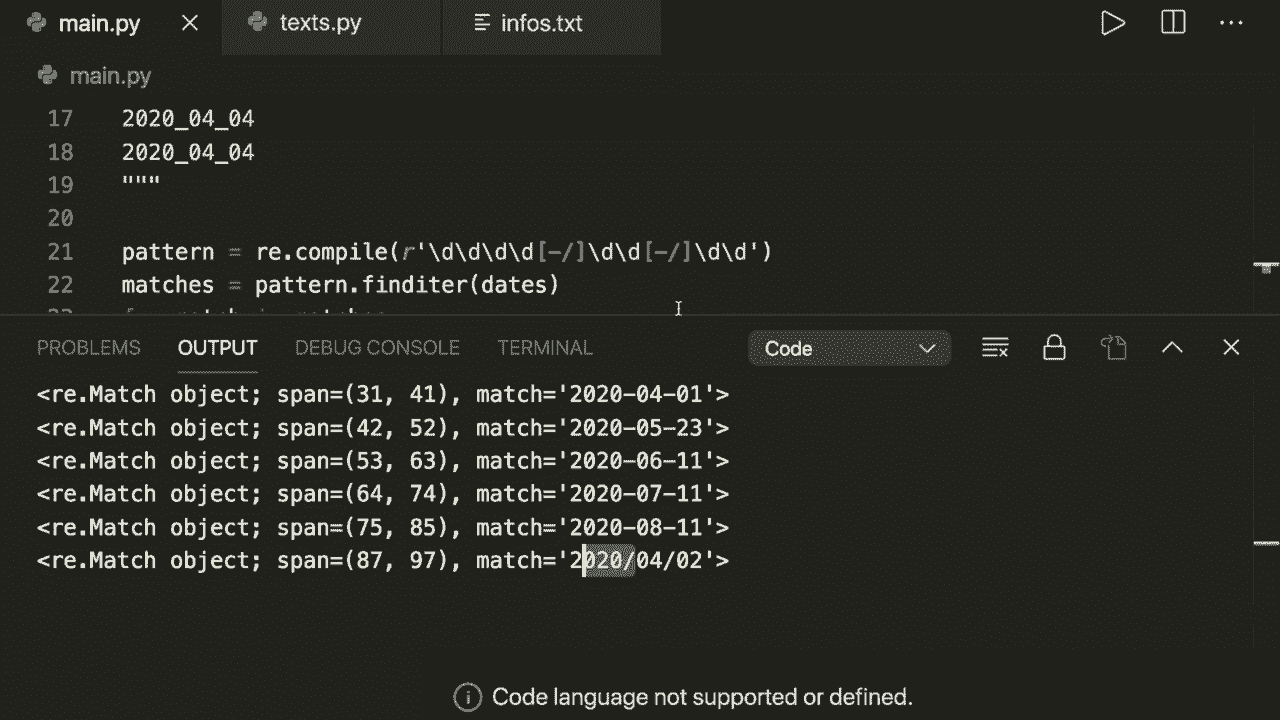 main.py texts.py infos.txt
main.py
17 2020_04_04
18 2020_04_04
19 """
20
21 pattern = re.compile(r'\d\d\d\d[-/]\d\d[-/]\d\d')
22 matches = pattern.finditer(dates)
PROBLEMS OUTPUT DEBUG CONSOLE TERMINAL Code
<re.Match object; span=(31, 41), match='2020-04-01'>
<re.Match object; span=(42, 52), match='2020-05-23'>
<re.Match object; span=(53, 63), match='2020-06-11'>
<re.Match object; span=(64, 74), match='2020-07-11'>
<re.Match object; span=(75, 85), match='2020-08-11'>
<re.Match object; span=(87, 97), match='2020/04/02'>
Code language not supported or defined.